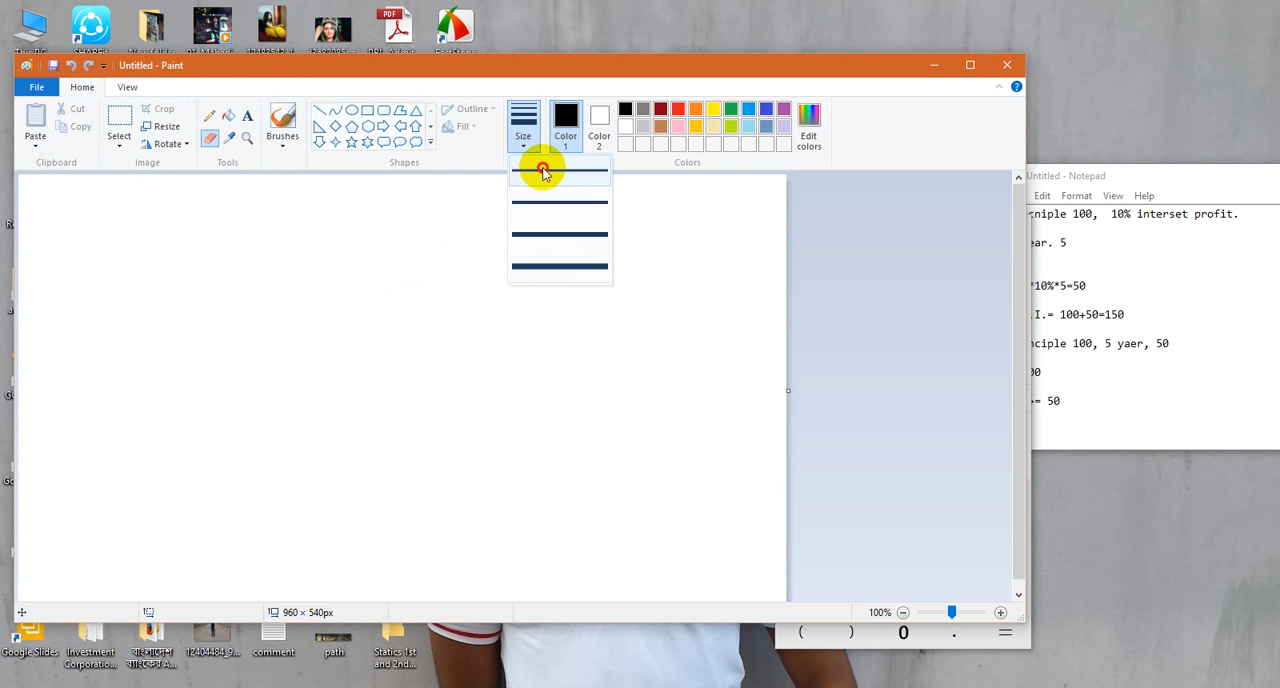 PDF
Untitled - Paint
File
Home
View
Paste
Cut
Copy
Clipboard
Select
Crop
Resize
Rotate
Image
A
Tools
Brushes
Shapes
Outline
Fill
Size
Color
1
Color
2
Edit
colors
Colors
Untitled - Notepad
Edit Format View Help
niple 100, 10% interset profit.
ear. 5
*10%*5=50
.I.= 100+50=150
nciple 100, 5 yaer, 50
= 50
960 × 540px
100%
( ) 0 . =
Google Slides
Investment
Corporatio...
বাংলাদেশ
ব্যাংকের A...
12404484_9...
comment
path
Statics 1st
and 2nd...